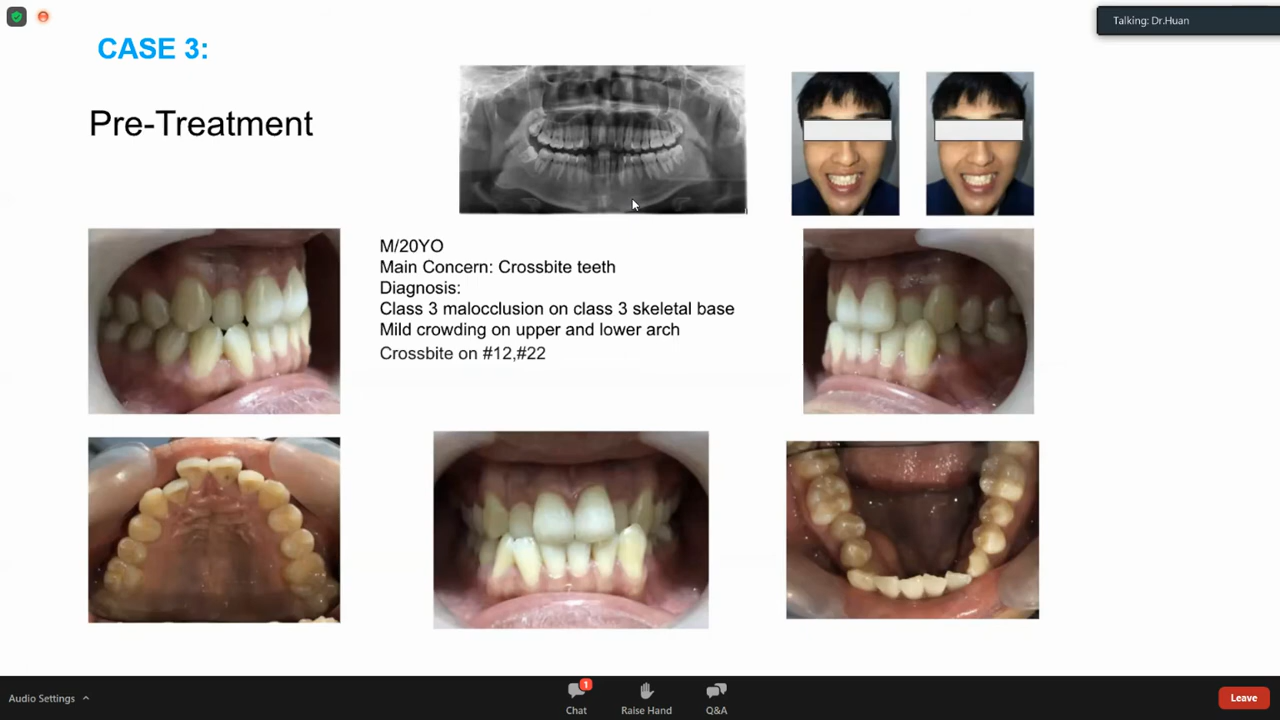 Talking: Dr.Huan
CASE 3:
Pre-Treatment
M/20YO
Main Concern: Crossbite teeth
Diagnosis:
Class 3 malocclusion on class 3 skeletal base
Mild crowding on upper and lower arch
Crossbite on #12,#22
Audio Settings
1
Chat
Raise Hand
Q&A
Leave